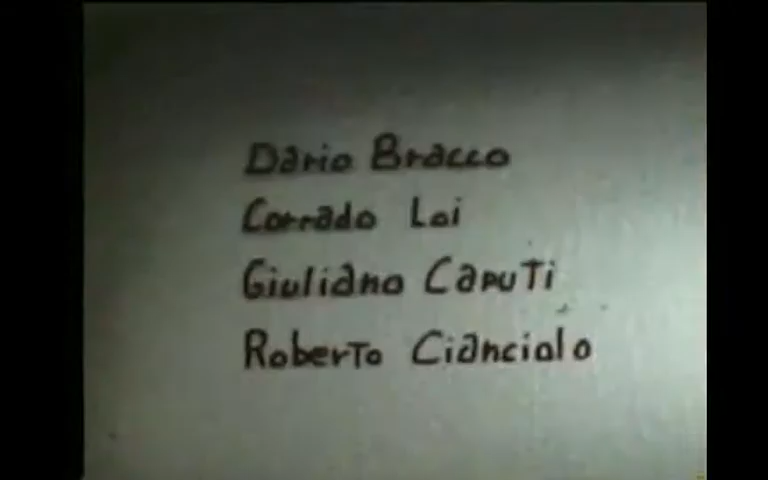 Dario Bracco
Corrado Loi
Giuliano Caputi
Roberto Cianciolo